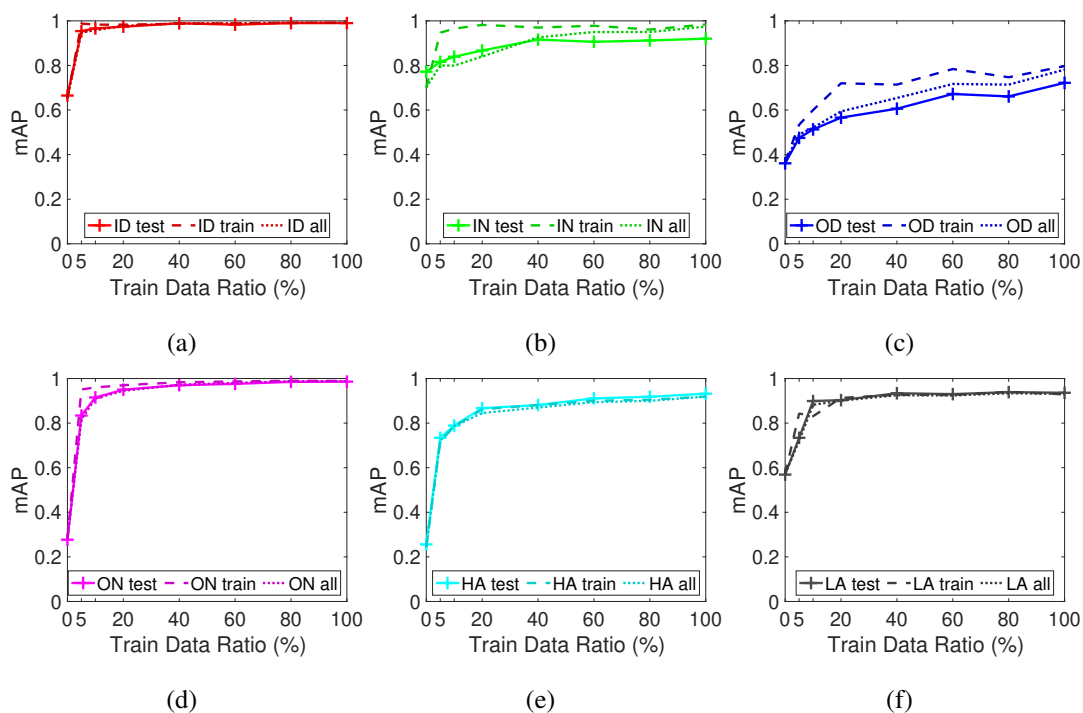 1
0.8
0.6
0.4
0.2
0
mAP
ID test ID train ID all
0 5 20 40 60 80 100
Train Data Ratio (%)
(a)
1
0.8
0.6
0.4
0.2
0
mAP
IN test IN train IN all
0 5 20 40 60 80 100
Train Data Ratio (%)
(b)
1
0.8
0.6
0.4
0.2
0
mAP
OD test OD train OD all
0 5 20 40 60 80 100
Train Data Ratio (%)
(c)
1
0.8
0.6
0.4
0.2
0
mAP
ON test ON train ON all
0 5 20 40 60 80 100
Train Data Ratio (%)
(d)
1
0.8
0.6
0.4
0.2
0
mAP
HA test HA train HA all
0 5 20 40 60 80 100
Train Data Ratio (%)
(e)
1
0.8
0.6
0.4
0.2
0
mAP
LA test LA train LA all
0 5 20 40 60 80 100
Train Data Ratio (%)
(f)